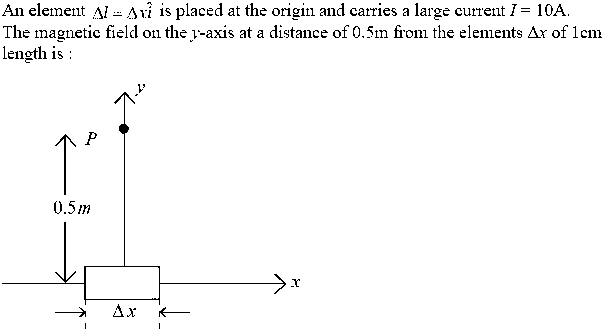 An element Δl = Δxî is placed at the origin and carries a large current I = 10A.
The magnetic field on the y-axis at a distance of 0.5m from the elements Δx of 1cm
length is :
y
P
0.5m
x
Δx